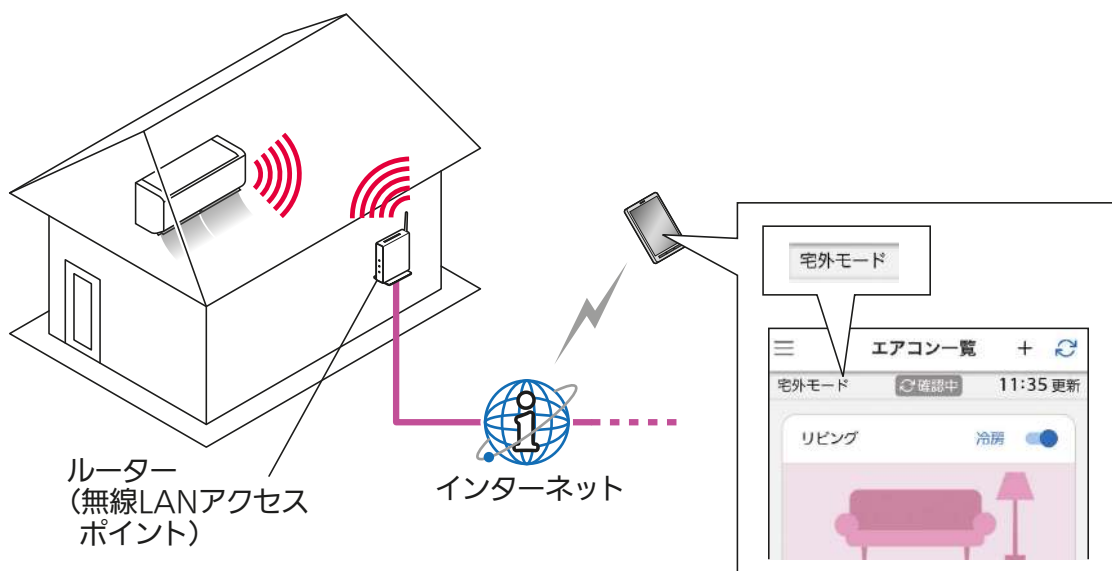 宅外モード
エアコン一覧
宅外モード 確認中 11:35 更新
リビング 冷房
ルーター
(無線LANアクセス
ポイント)
インターネット